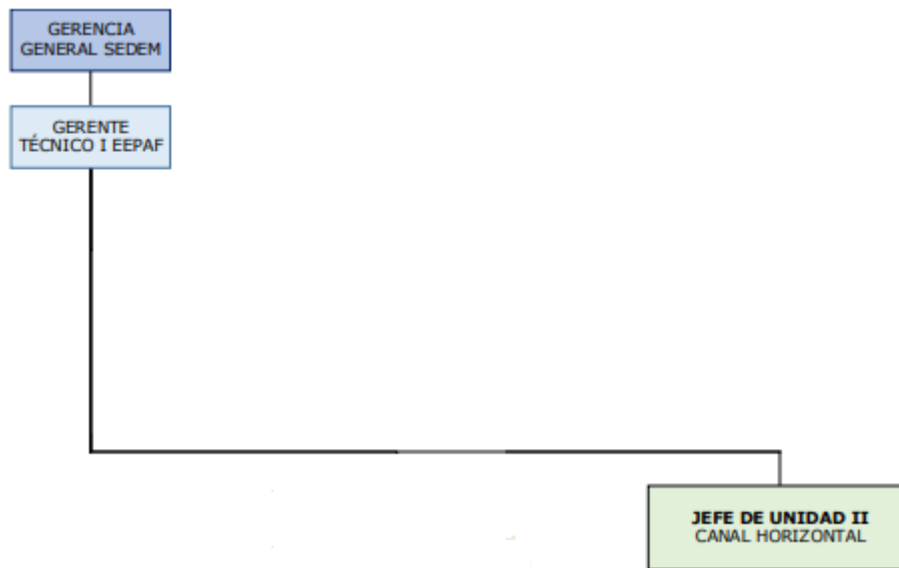 GERENCIA
GENERAL SEDEM
GERENTE
TÉCNICO I EEPAF
JEFE DE UNIDAD II
CANAL HORIZONTAL